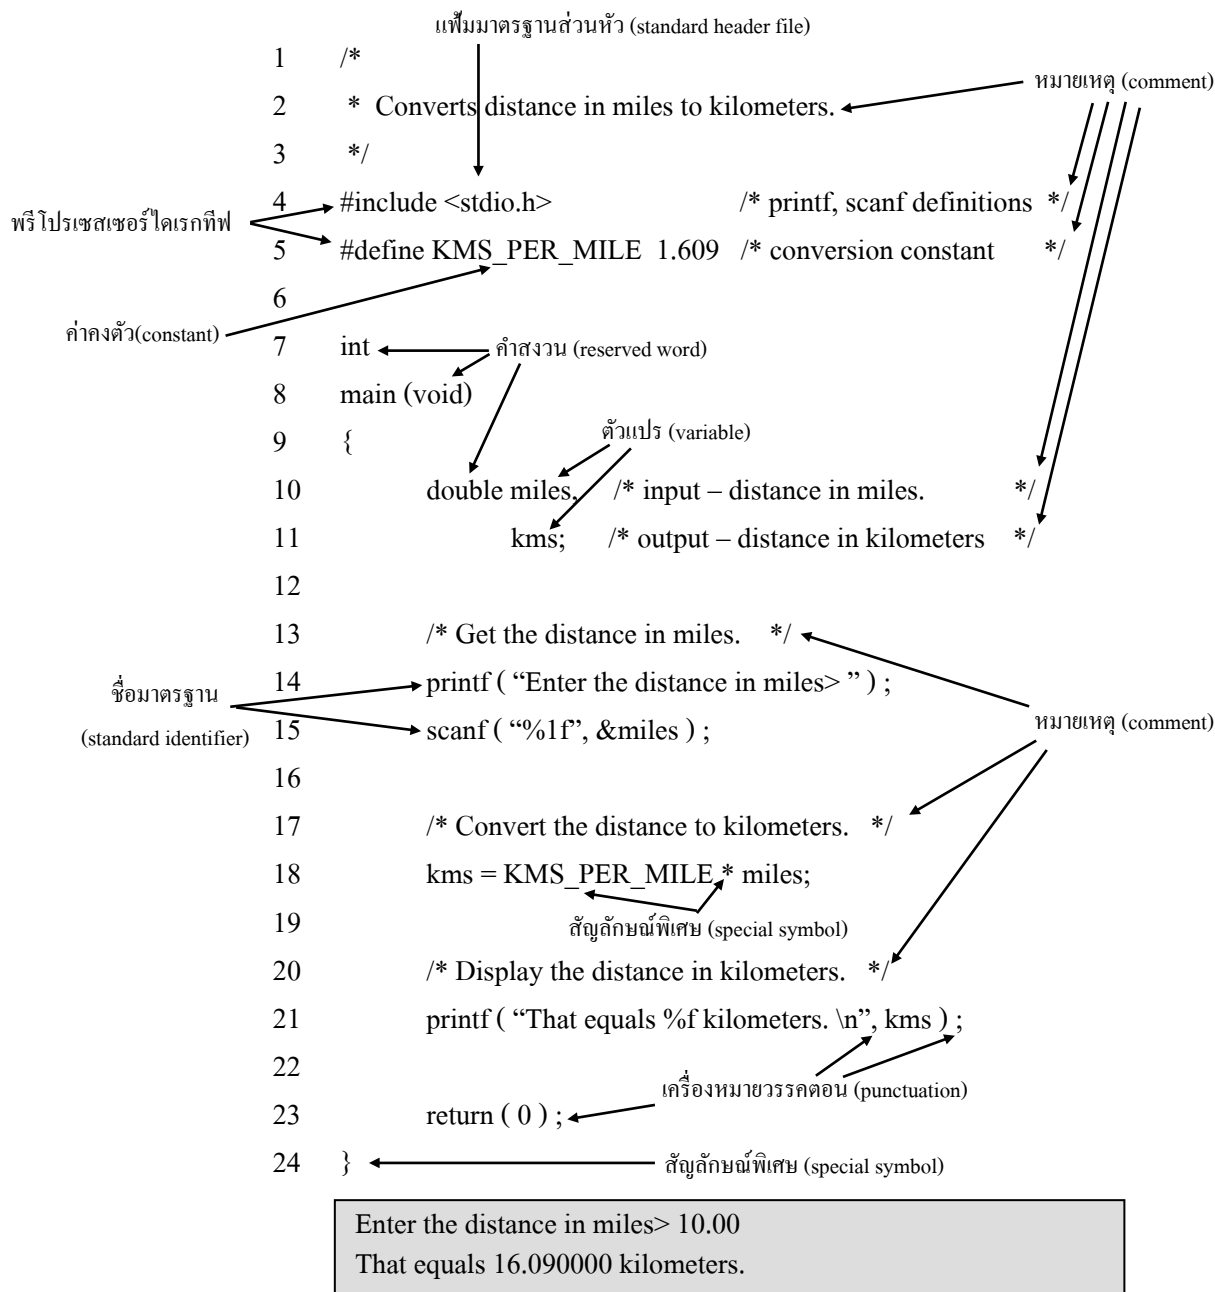 แฟ้มมาตรฐานส่วนหัว (standard header file)
1 /*
หมายเหตุ (comment)
2 * Converts distance in miles to kilometers.
3 */
4 #include <stdio.h> /* printf, scanf definitions */
พรีโปรเซสเซอร์ไดเรกทีฟ
5 #define KMS_PER_MILE 1.609 /* conversion constant */
6
ค่าคงตัว(constant)
7 int
คำสงวน (reserved word)
8 main (void)
9 {
ตัวแปร (variable)
10 double miles, /* input – distance in miles. */
11 kms; /* output – distance in kilometers */
12
13 /* Get the distance in miles. */
14 printf ( “Enter the distance in miles> ” ) ;
ชื่อมาตรฐาน
(standard identifier)
15 scanf ( “%1f”, &miles ) ;
หมายเหตุ (comment)
16
17 /* Convert the distance to kilometers. */
18 kms = KMS_PER_MILE * miles;
19
สัญลักษณ์พิเศษ (special symbol)
20 /* Display the distance in kilometers. */
21 printf ( “That equals %f kilometers. \n”, kms ) ;
22
เครื่องหมายวรรคตอน (punctuation)
23 return ( 0 ) ;
24 }
สัญลักษณ์พิเศษ (special symbol)
Enter the distance in miles> 10.00
That equals 16.090000 kilometers.